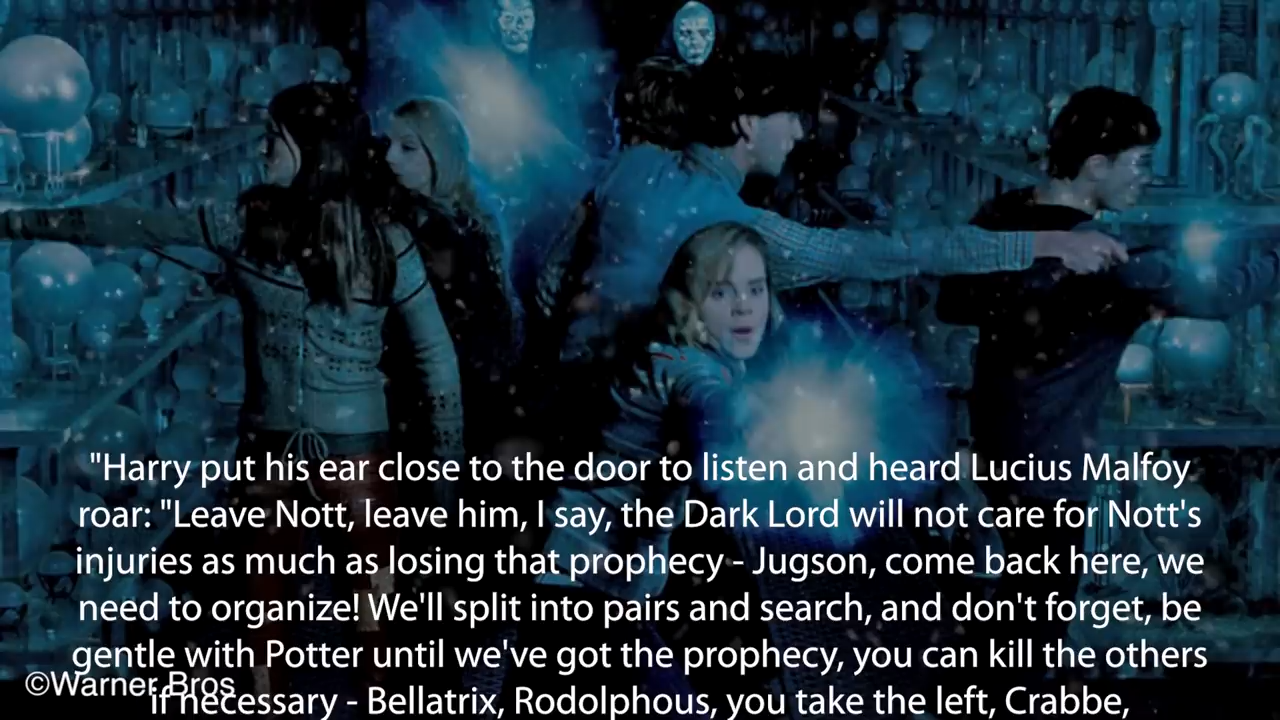 "Harry put his ear close to the door to listen and heard Lucius Malfoy
roar: "Leave Nott, leave him, I say, the Dark Lord will not care for Nott's
injuries as much as losing that prophecy - Jugson, come back here, we
need to organize! We'll split into pairs and search, and don't forget, be
gentle with Potter until we've got the prophecy, you can kill the others
if necessary - Bellatrix, Rodolphous, you take the left, Crabbe,
©Warner Bros